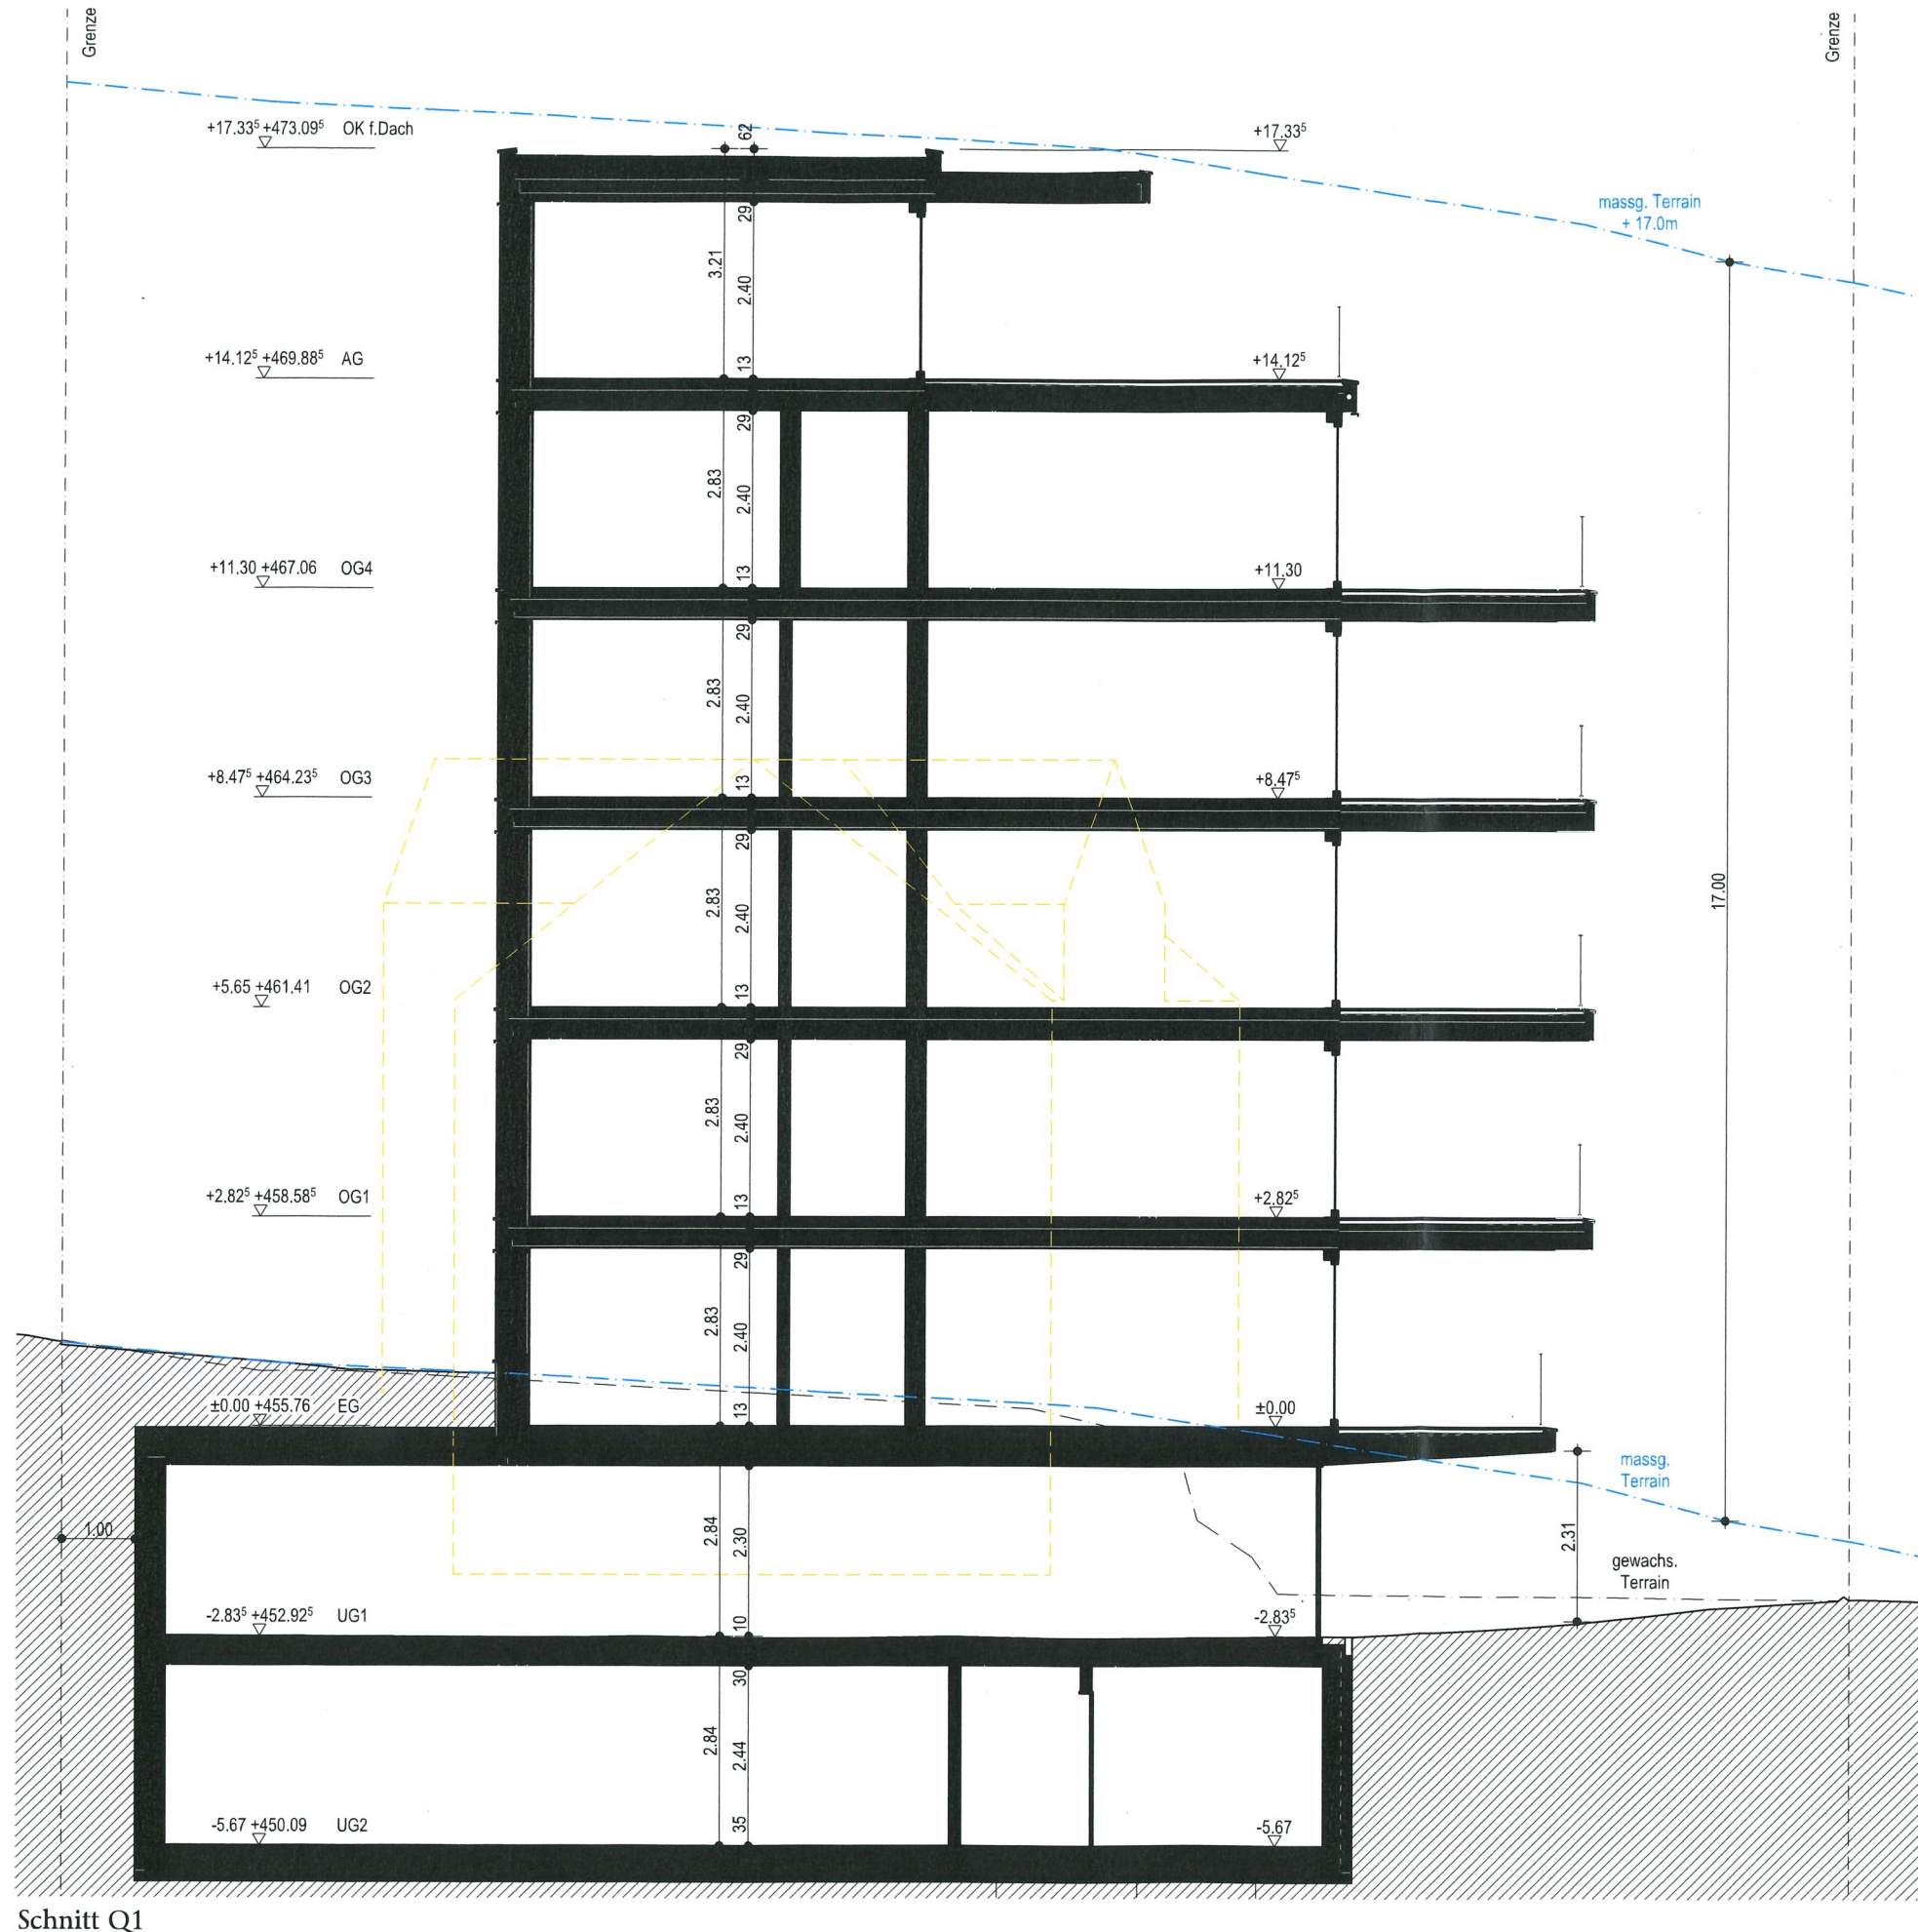 Grenze
Grenze
+17.33⁵ +473.09⁵ OK f.Dach
62
+17.33⁵
massg. Terrain
+ 17.0m
29
3.21
2.40
+14.12⁵ +469.88⁵ AG
13
+14.12⁵
29
2.83
2.40
+11.30 +467.06 OG4
13
+11.30
29
2.83
2.40
+8.47⁵ +464.23⁵ OG3
13
+8.47⁵
29
2.83
2.40
17.00
+5.65 +461.41 OG2
13
29
2.83
2.40
+2.82⁵ +458.58⁵ OG1
13
+2.82⁵
29
2.83
2.40
±0.00 +455.76 EG
13
±0.00
massg.
Terrain
1.00
2.84
2.30
2.31
gewachs.
Terrain
-2.83⁵ +452.92⁵ UG1
10
-2.83⁵
30
2.84
2.44
-5.67 +450.09 UG2
35
-5.67
Schnitt Q1